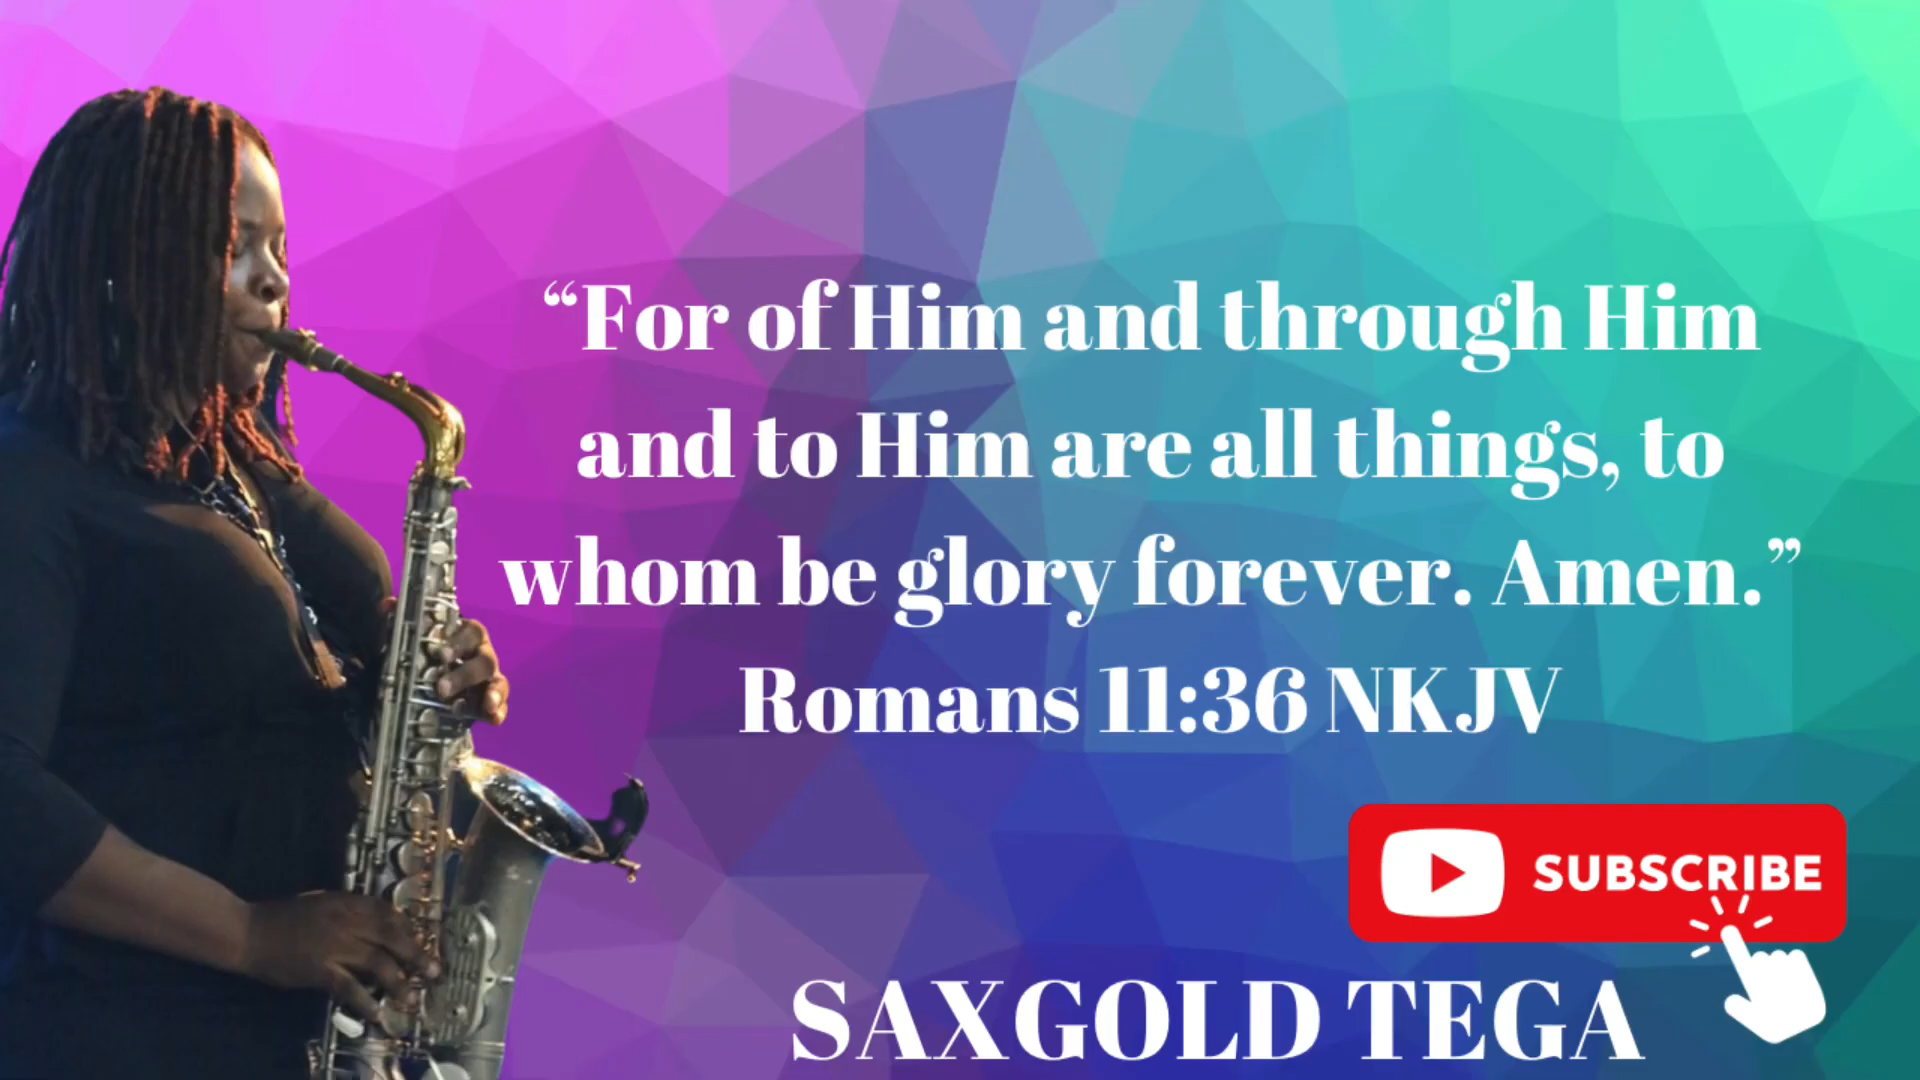 “For of Him and through Him
and to Him are all things, to
whom be glory forever. Amen.”
Romans 11:36 NKJV
SUBSCRIBE
SAXGOLD TEGA